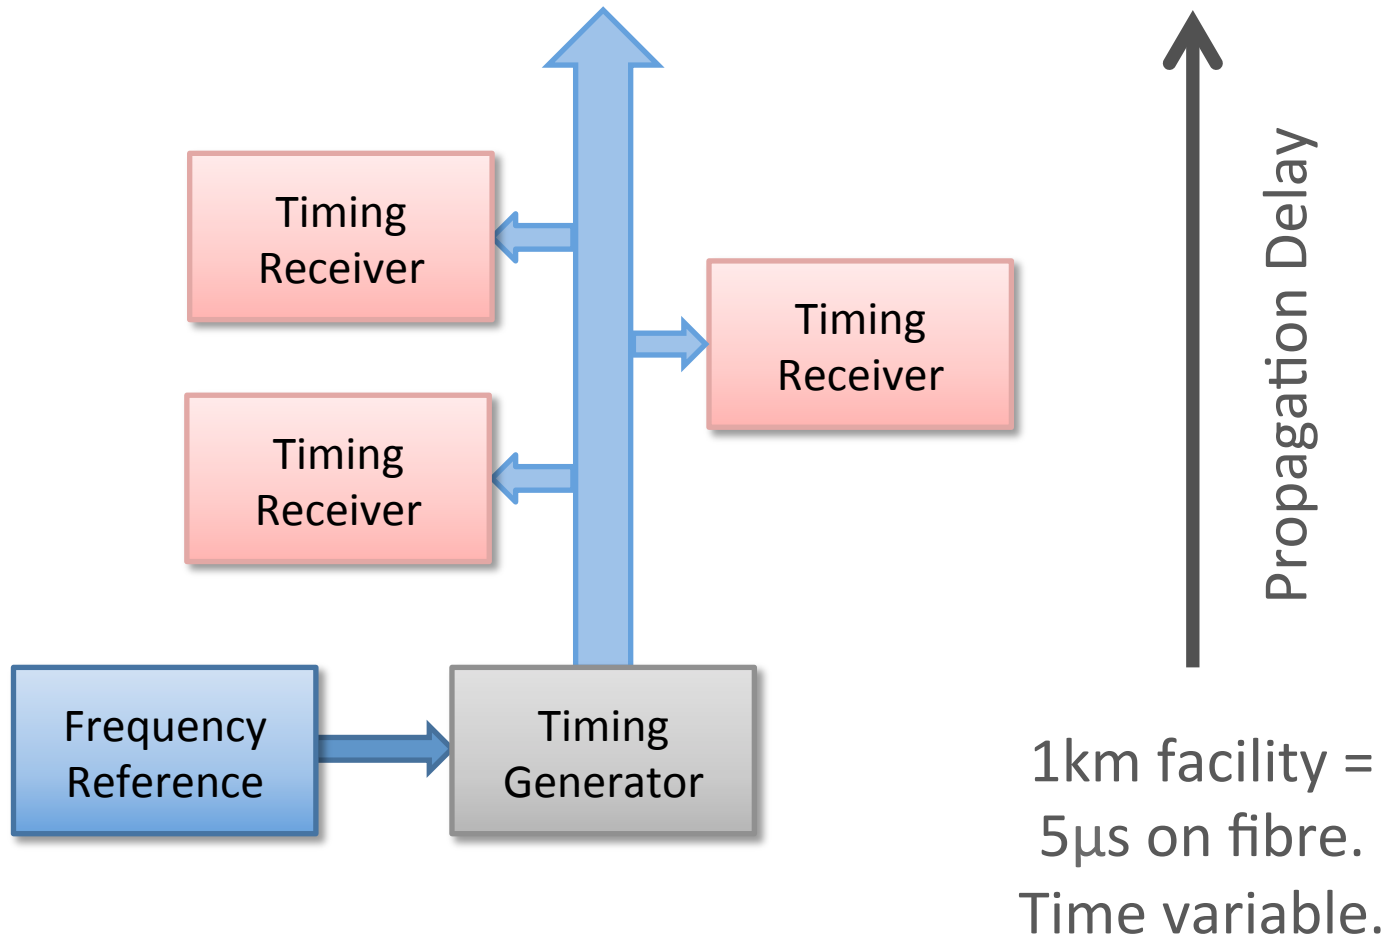 Timing
Receiver
Timing
Receiver
Timing
Receiver
Frequency
Reference
Timing
Generator
Propagation Delay
1km facility =
5µs on fibre.
Time variable.